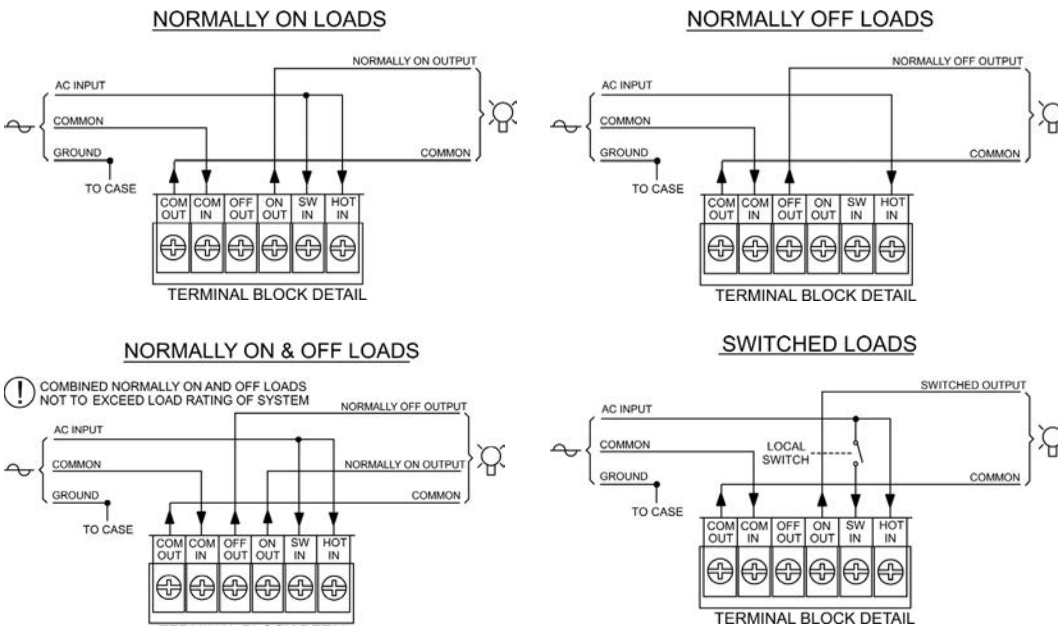 NORMALLY ON LOADS
NORMALLY ON OUTPUT
AC INPUT
COMMON
GROUND
COMMON
TO CASE
COM OUT
COM IN
OFF OUT
ON OUT
SW IN
HOT IN
TERMINAL BLOCK DETAIL
NORMALLY OFF LOADS
NORMALLY OFF OUTPUT
AC INPUT
COMMON
GROUND
COMMON
TO CASE
COM OUT
COM IN
OFF OUT
ON OUT
SW IN
HOT IN
TERMINAL BLOCK DETAIL
NORMALLY ON & OFF LOADS
! COMBINED NORMALLY ON AND OFF LOADS
NOT TO EXCEED LOAD RATING OF SYSTEM
NORMALLY OFF OUTPUT
AC INPUT
COMMON
NORMALLY ON OUTPUT
GROUND
COMMON
TO CASE
COM OUT
COM IN
OFF OUT
ON OUT
SW IN
HOT IN
SWITCHED LOADS
SWITCHED OUTPUT
AC INPUT
COMMON
LOCAL
SWITCH
GROUND
COMMON
TO CASE
COM OUT
COM IN
OFF OUT
ON OUT
SW IN
HOT IN
TERMINAL BLOCK DETAIL